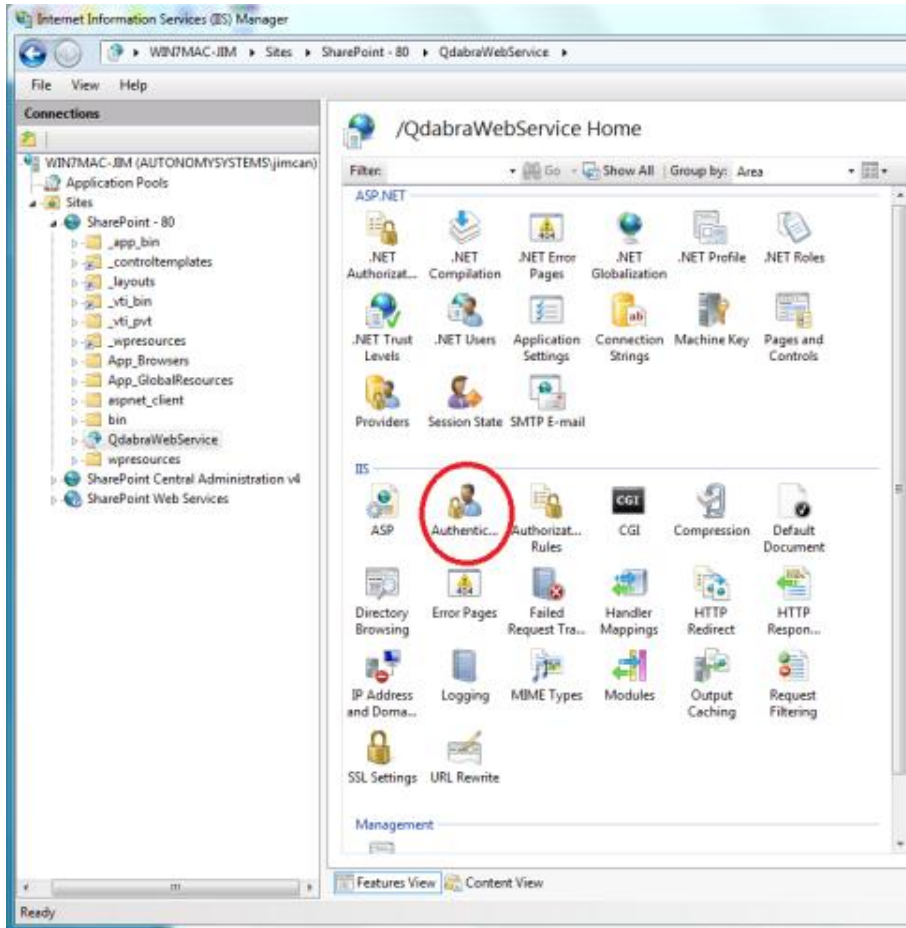 Internet Information Services (IIS) Manager
WIN7MAC-JIM ▸ Sites ▸ SharePoint - 80 ▸ QdabraWebService ▸
File View Help
Connections
WIN7MAC-JIM (AUTONOMYSYSTEMS\jimcan)
Application Pools
Sites
SharePoint - 80
_app_bin
_controltemplates
_layouts
_vti_bin
_vti_pvt
_wpresources
App_Browsers
App_GlobalResources
aspnet_client
bin
QdabraWebService
wpresources
SharePoint Central Administration v4
SharePoint Web Services
/QdabraWebService Home
Filter: Go Show All Group by: Area
ASP.NET
.NET .NET .NET Error .NET .NET Profile .NET Roles
Authorizat... Compilation Pages Globalization
.NET Trust .NET Users Application Connection Machine Key Pages and
Levels Settings Strings Controls
Providers Session State SMTP E-mail
IIS
ASP Authentic... Authorizat... CGI Compression Default
Rules Document
Directory Error Pages Failed Handler HTTP HTTP
Browsing Request Tra... Mappings Redirect Respon...
IP Address Logging MIME Types Modules Output Request
and Doma... Caching Filtering
SSL Settings URL Rewrite
Management
Features View Content View
Ready